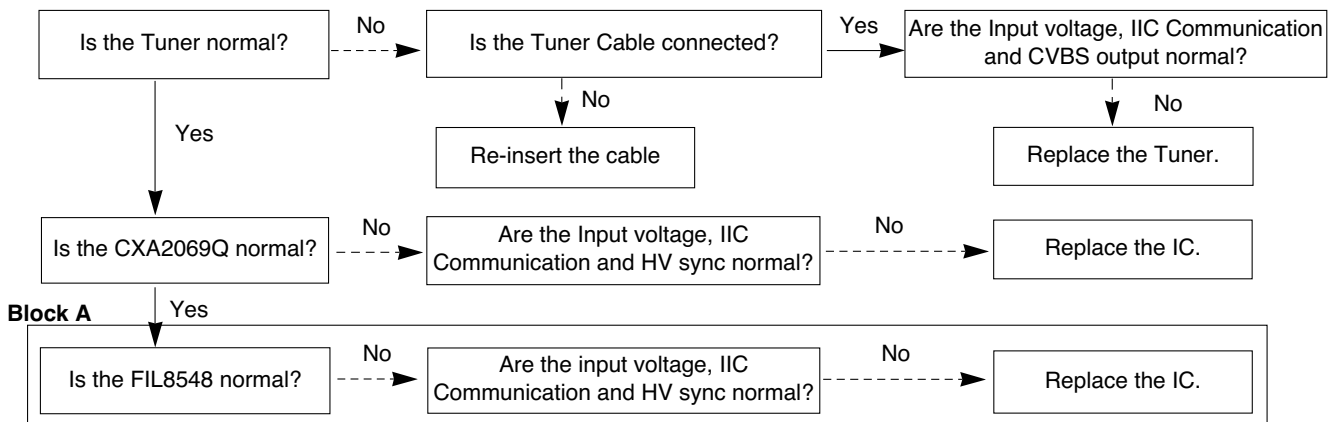 Is the Tuner normal?
No
Is the Tuner Cable connected?
Yes
Are the Input voltage, IIC Communication
and CVBS output normal?
Yes
No
Re-insert the cable
No
Replace the Tuner.
Is the CXA2069Q normal?
No
Are the Input voltage, IIC
Communication and HV sync normal?
No
Replace the IC.
Yes
Block A
Is the FIL8548 normal?
No
Are the input voltage, IIC
Communication and HV sync normal?
No
Replace the IC.